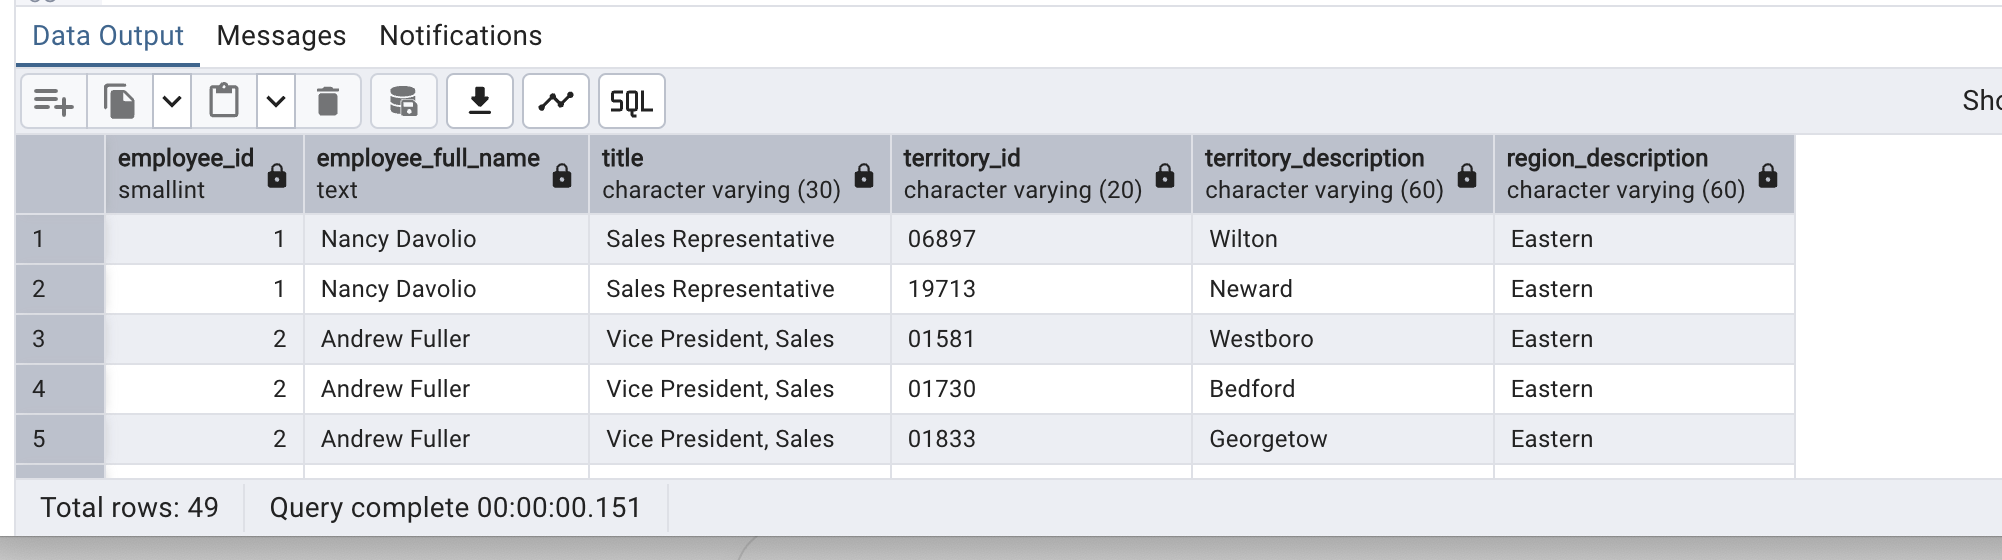 Data Output Messages Notifications
SQL
employee_id employee_full_name title territory_id territory_description region_description
smallint text character varying (30) character varying (20) character varying (60) character varying (60)
1 1 Nancy Davolio Sales Representative 06897 Wilton Eastern
2 1 Nancy Davolio Sales Representative 19713 Neward Eastern
3 2 Andrew Fuller Vice President, Sales 01581 Westboro Eastern
4 2 Andrew Fuller Vice President, Sales 01730 Bedford Eastern
5 2 Andrew Fuller Vice President, Sales 01833 Georgetow Eastern
Total rows: 49 Query complete 00:00:00.151